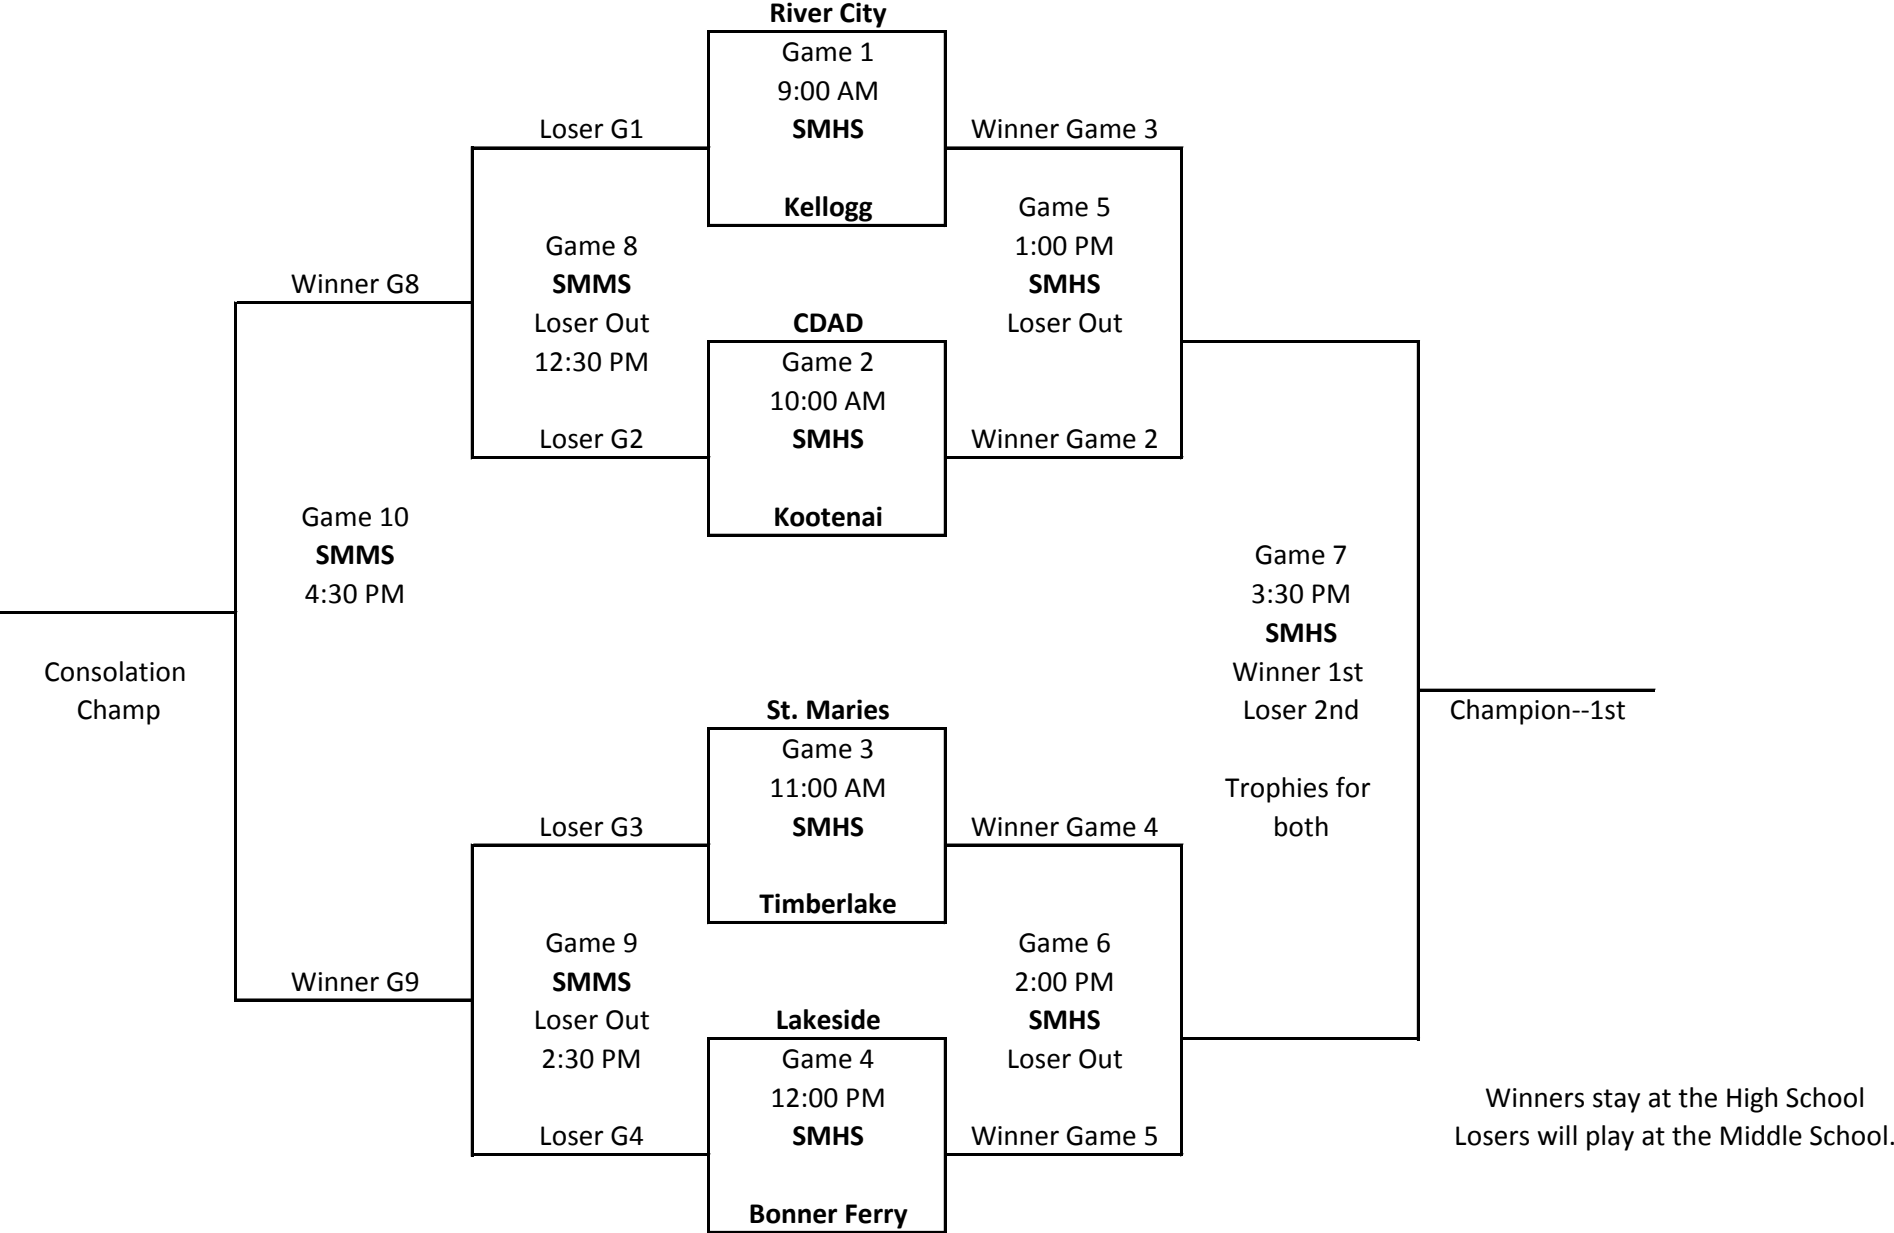 River City
Game 1
9:00 AM
Loser G1
SMHS
Winner Game 3
Kellogg
Game 5
Game 8
1:00 PM
Winner G8
SMMS
SMHS
Loser Out
CDAD
Loser Out
12:30 PM
Game 2
10:00 AM
Loser G2
SMHS
Winner Game 2
Game 10
Kootenai
SMMS
Game 7
4:30 PM
3:30 PM
SMHS
Consolation
Winner 1st
Champ
St. Maries
Loser 2nd
Champion--1st
Game 3
11:00 AM
Trophies for
Loser G3
SMHS
Winner Game 4
both
Timberlake
Game 9
Game 6
Winner G9
SMMS
2:00 PM
Loser Out
Lakeside
SMHS
2:30 PM
Game 4
Loser Out
12:00 PM
Winners stay at the High School
Loser G4
SMHS
Winner Game 5
Losers will play at the Middle School.
Bonner Ferry